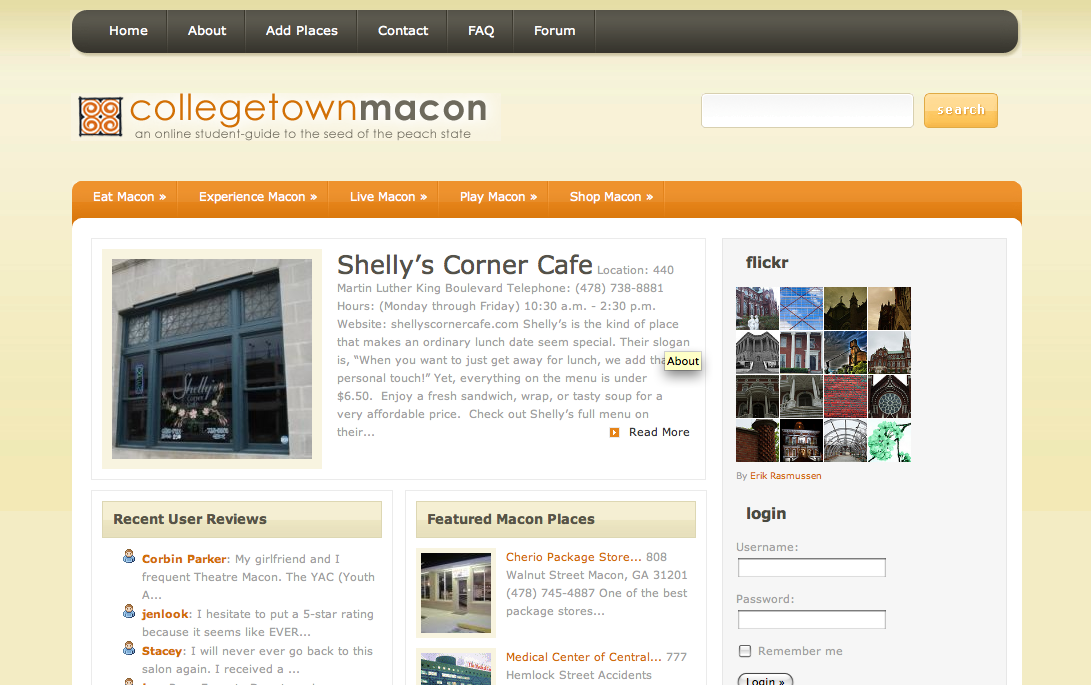 Home About Add Places Contact FAQ Forum
collegetownmacon
an online student-guide to the seed of the peach state
search
Eat Macon » Experience Macon » Live Macon » Play Macon » Shop Macon »
Shelly's
Shelly’s Corner Cafe Location: 440
Martin Luther King Boulevard Telephone: (478) 738-8881
Hours: (Monday through Friday) 10:30 a.m. - 2:30 p.m.
Website: shellyscornercafe.com Shelly’s is the kind of place
that makes an ordinary lunch date seem special. Their slogan
is, “When you want to just get away for lunch, we add
personal touch!” Yet, everything on the menu is under
$6.50. Enjoy a fresh sandwich, wrap, or tasty soup for a
very affordable price. Check out Shelly’s full menu on
their...
About
Read More
flickr
By Erik Rasmussen
login
Username:
Password:
Remember me
Login »
Recent User Reviews
Corbin Parker: My girlfriend and I
frequent Theatre Macon. The YAC (Youth
A...
jenlook: I hesitate to put a 5-star rating
because it seems like EVER...
Stacey: I will never ever go back to this
salon again. I received a ...
Featured Macon Places
Cherio Package Store... 808
Walnut Street Macon, GA 31201
(478) 745-4887 One of the best
package stores...
Medical Center of Central... 777
Hemlock Street Accidents